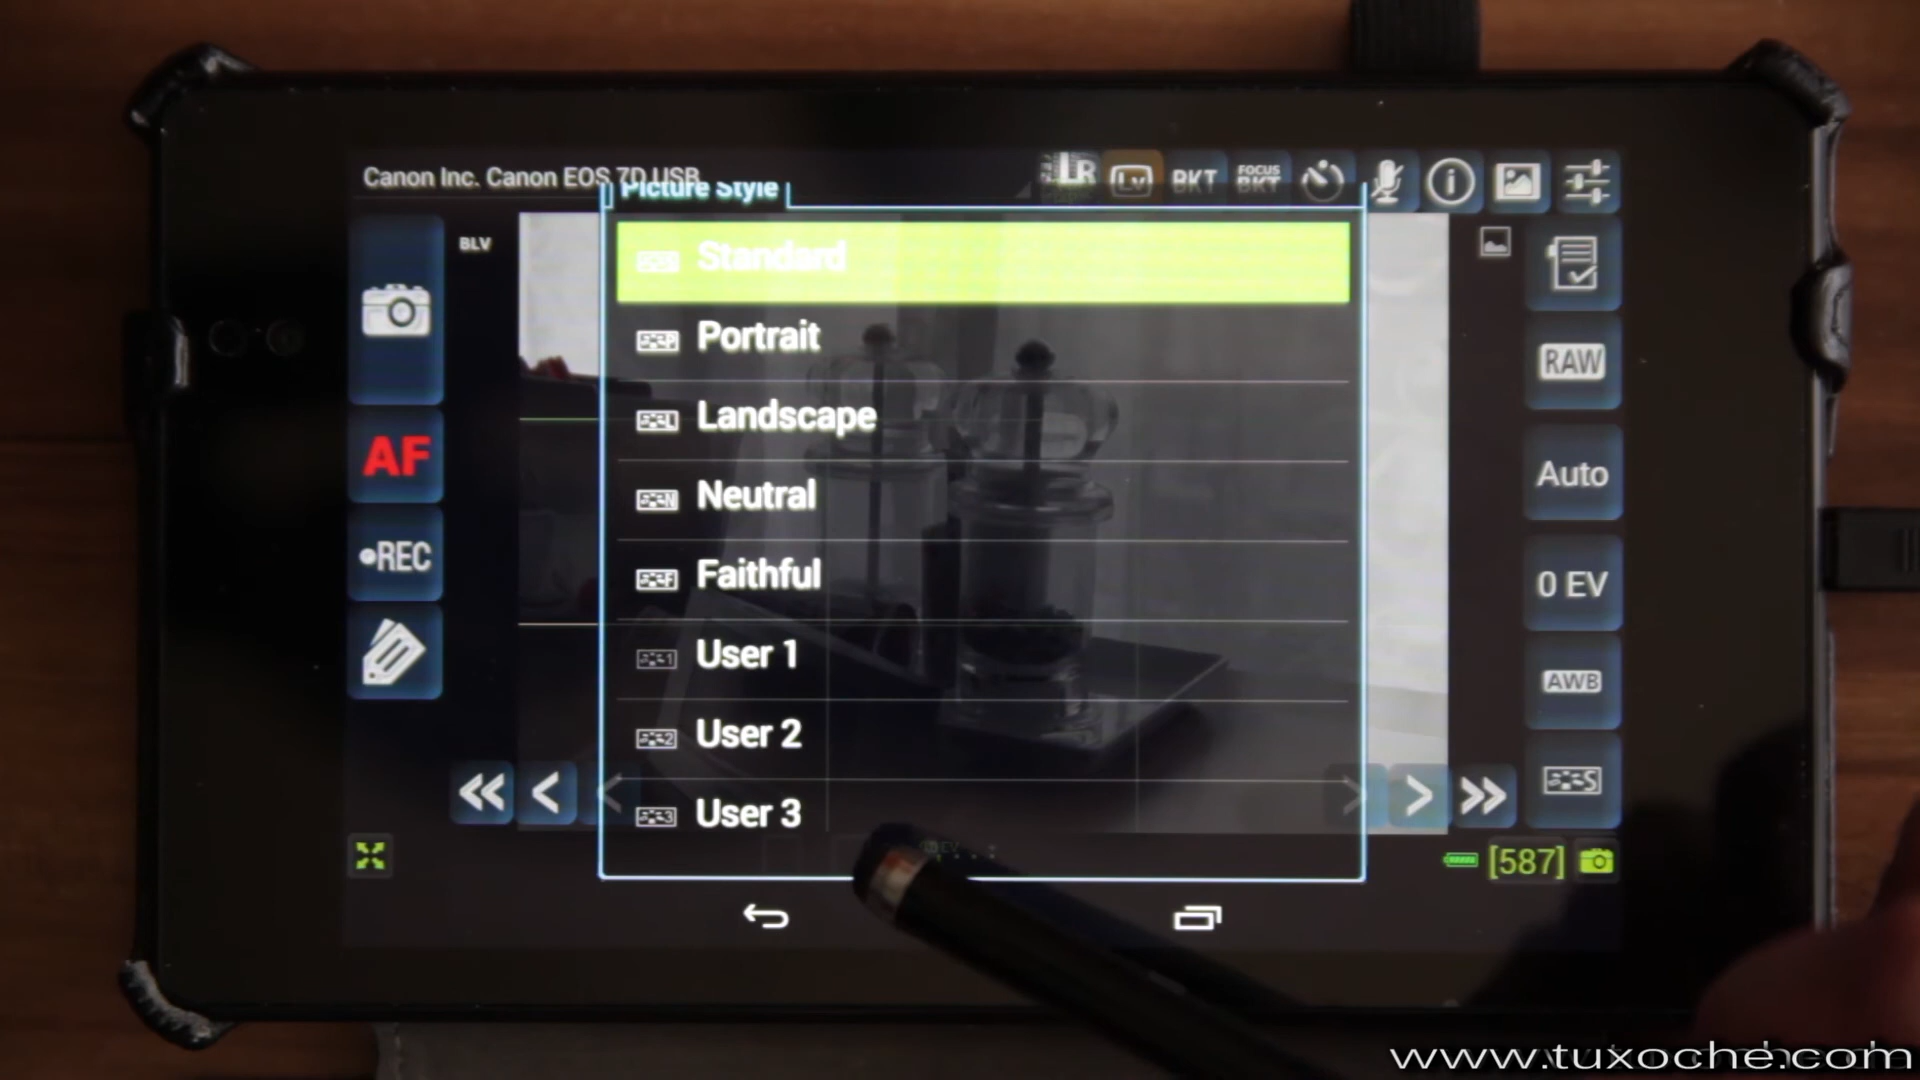 Canon Inc. Canon EOS 7D USB
LR
Lv
BKT
FOCUS
BKT
Picture Style
BLV
Standard
Portrait
Landscape
Neutral
Faithful
User 1
User 2
User 3
AF
REC
RAW
Auto
0 EV
AWB
S
[587]
www.tuxoche.com